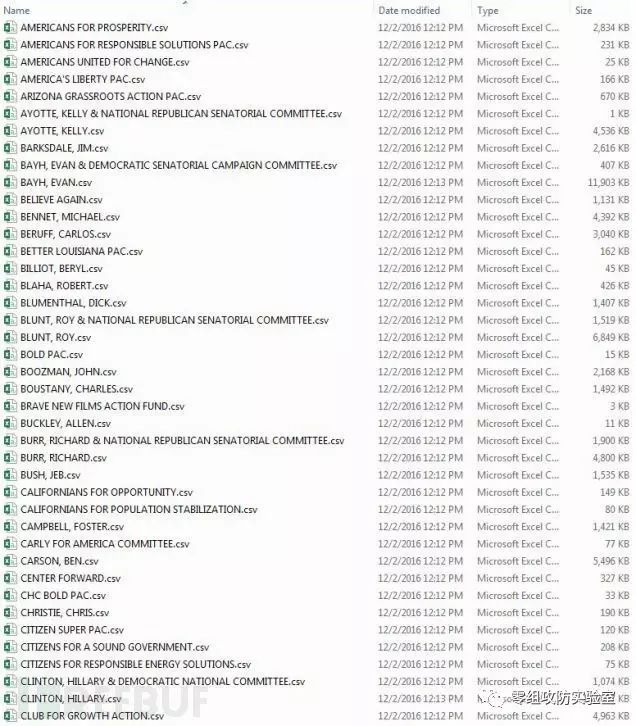 Name Date modified Type Size
AMERICANS FOR PROSPERITY.csv 12/2/2016 12:12 PM Microsoft Excel C... 2,834 KB
AMERICANS FOR RESPONSIBLE SOLUTIONS PAC.csv 12/2/2016 12:12 PM Microsoft Excel C... 231 KB
AMERICANS UNITED FOR CHANGE.csv 12/2/2016 12:12 PM Microsoft Excel C... 25 KB
AMERICA'S LIBERTY PAC.csv 12/2/2016 12:12 PM Microsoft Excel C... 166 KB
ARIZONA GRASSROOTS ACTION PAC.csv 12/2/2016 12:12 PM Microsoft Excel C... 670 KB
AYOTTE, KELLY & NATIONAL REPUBLICAN SENATORIAL COMMITTEE.csv 12/2/2016 12:12 PM Microsoft Excel C... 1 KB
AYOTTE, KELLY.csv 12/2/2016 12:12 PM Microsoft Excel C... 4,536 KB
BARKSDALE, JIM.csv 12/2/2016 12:12 PM Microsoft Excel C... 2,616 KB
BAYH, EVAN & DEMOCRATIC SENATORIAL CAMPAIGN COMMITTEE.csv 12/2/2016 12:12 PM Microsoft Excel C... 407 KB
BAYH, EVAN.csv 12/2/2016 12:13 PM Microsoft Excel C... 11,903 KB
BELIEVE AGAIN.csv 12/2/2016 12:12 PM Microsoft Excel C... 1,131 KB
BENNET, MICHAEL.csv 12/2/2016 12:12 PM Microsoft Excel C... 4,392 KB
BERUFF, CARLOS.csv 12/2/2016 12:12 PM Microsoft Excel C... 3,040 KB
BETTER LOUISIANA PAC.csv 12/2/2016 12:12 PM Microsoft Excel C... 162 KB
BILLIOT, BERYL.csv 12/2/2016 12:12 PM Microsoft Excel C... 45 KB
BLAHA, ROBERT.csv 12/2/2016 12:12 PM Microsoft Excel C... 426 KB
BLUMENTHAL, DICK.csv 12/2/2016 12:12 PM Microsoft Excel C... 1,407 KB
BLUNT, ROY & NATIONAL REPUBLICAN SENATORIAL COMMITTEE.csv 12/2/2016 12:12 PM Microsoft Excel C... 1,519 KB
BLUNT, ROY.csv 12/2/2016 12:12 PM Microsoft Excel C... 6,849 KB
BOLD PAC.csv 12/2/2016 12:12 PM Microsoft Excel C... 15 KB
BOOZMAN, JOHN.csv 12/2/2016 12:12 PM Microsoft Excel C... 2,168 KB
BOUSTANY, CHARLES.csv 12/2/2016 12:12 PM Microsoft Excel C... 1,492 KB
BRAVE NEW FILMS ACTION FUND.csv 12/2/2016 12:12 PM Microsoft Excel C... 3 KB
BUCKLEY, ALLEN.csv 12/2/2016 12:12 PM Microsoft Excel C... 11 KB
BURR, RICHARD & NATIONAL REPUBLICAN SENATORIAL COMMITTEE.csv 12/2/2016 12:12 PM Microsoft Excel C... 1,900 KB
BURR, RICHARD.csv 12/2/2016 12:12 PM Microsoft Excel C... 4,800 KB
BUSH, JEB.csv 12/2/2016 12:12 PM Microsoft Excel C... 1,535 KB
CALIFORNIANS FOR OPPORTUNITY.csv 12/2/2016 12:12 PM Microsoft Excel C... 149 KB
CALIFORNIANS FOR POPULATION STABILIZATION.csv 12/2/2016 12:12 PM Microsoft Excel C... 80 KB
CAMPBELL, FOSTER.csv 12/2/2016 12:12 PM Microsoft Excel C... 1,421 KB
CARLY FOR AMERICA COMMITTEE.csv 12/2/2016 12:12 PM Microsoft Excel C... 77 KB
CARSON, BEN.csv 12/2/2016 12:12 PM Microsoft Excel C... 5,496 KB
CENTER FORWARD.csv 12/2/2016 12:12 PM Microsoft Excel C... 327 KB
CHC BOLD PAC.csv 12/2/2016 12:12 PM Microsoft Excel C... 33 KB
CHRISTIE, CHRIS.csv 12/2/2016 12:12 PM Microsoft Excel C... 190 KB
CITIZEN SUPER PAC.csv 12/2/2016 12:12 PM Microsoft Excel C... 120 KB
CITIZENS FOR A SOUND GOVERNMENT.csv 12/2/2016 12:12 PM Microsoft Excel C... 208 KB
CITIZENS FOR RESPONSIBLE ENERGY SOLUTIONS.csv 12/2/2016 12:12 PM Microsoft Excel C... 75 KB
CLINTON, HILLARY & DEMOCRATIC NATIONAL COMMITTEE.csv 12/2/2016 12:12 PM Microsoft Excel C... 1,074 KB
CLINTON, HILLARY.csv 12/2/2016 12:13 PM
CLUB FOR GROWTH ACTION.csv 12/2/2016 12:12 PM Microsoft Excel C... 4,963 KB
零组攻防实验室